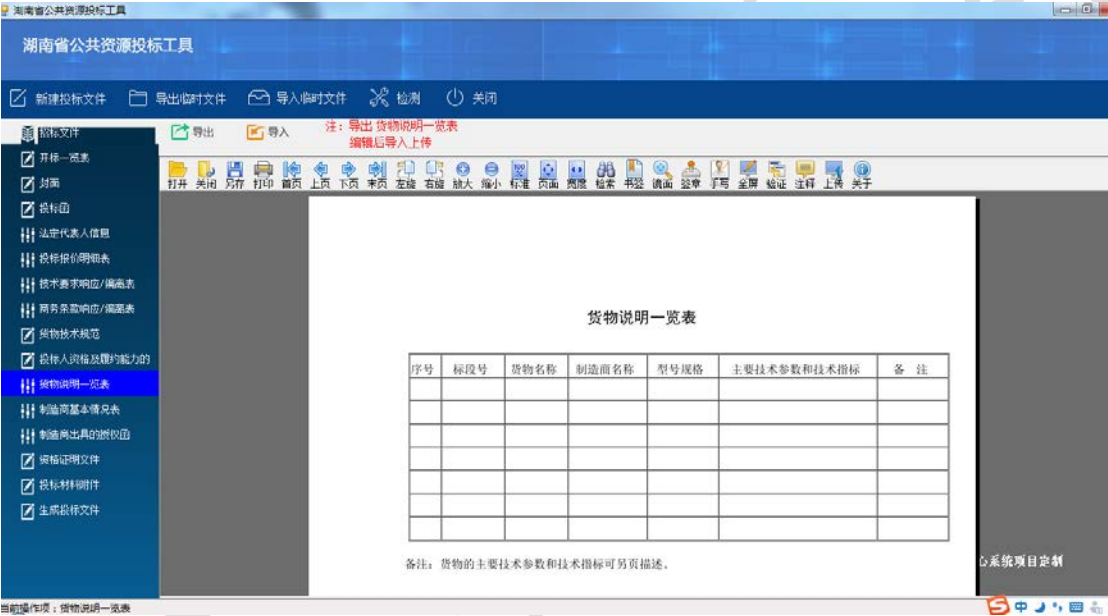 湖南省公共资源投标工具
湖南省公共资源投标工具
新建投标文件 导出临时文件 导入临时文件 检测 关闭
招标文件
开标一览表
封面
投标函
法定代表人信息
投标报价明细表
技术要求响应/偏离表
商务条款响应/偏离表
货物技术规范
投标人资格及履约能力的
货物说明一览表
制造商基本情况表
制造商出具的授权函
资格证明文件
投标材料附件
生成投标文件
导出 导入 注：导出 货物说明一览表
编辑后导入上传
打开 关闭 另存 打印 首页 上页 下页 末页 左旋 右旋 放大 缩小 标准 页面 宽度 检索 书签 签章 手写 全屏 验证 注释 上传 关于
货物说明一览表
序号 标段号 货物名称 制造商名称 型号规格 主要技术参数和技术指标 备 注
备注：货物的主要技术参数和技术指标可另页描述。
心系统项目定制
当前操作项：货物说明一览表
中